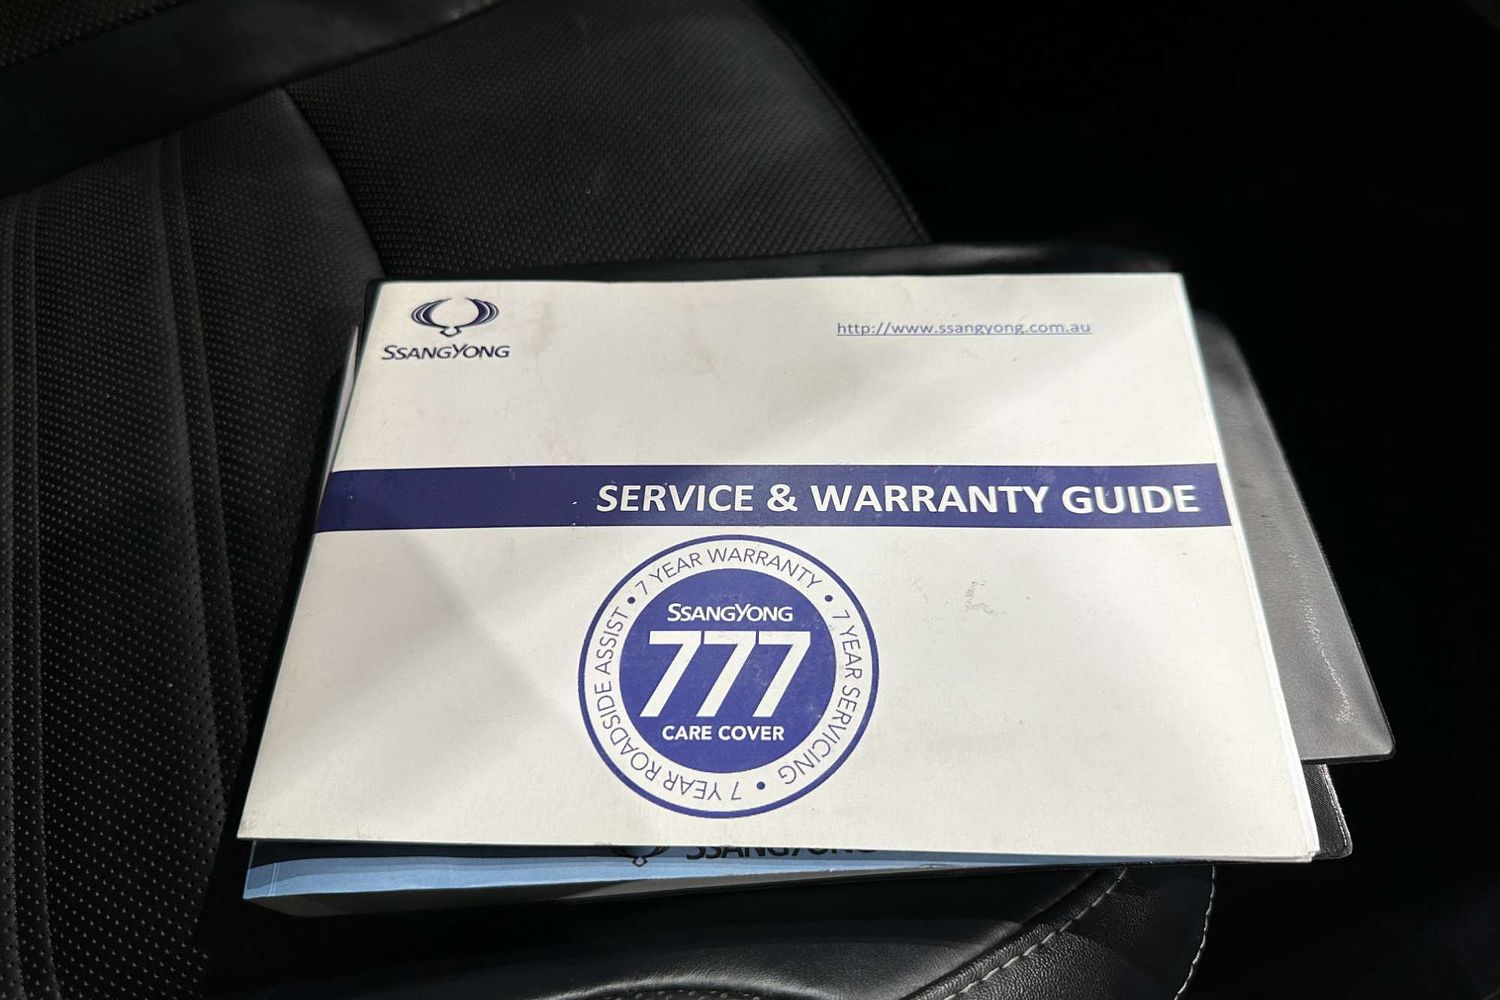 SSANGYONG
http://www.ssangyong.com.au
SERVICE & WARRANTY GUIDE
• 7 YEAR WARRANTY • 7 YEAR SERVICING • 7 YEAR ROADSIDE ASSIST
SSANGYONG
777
CARE COVER
SSANGYONG